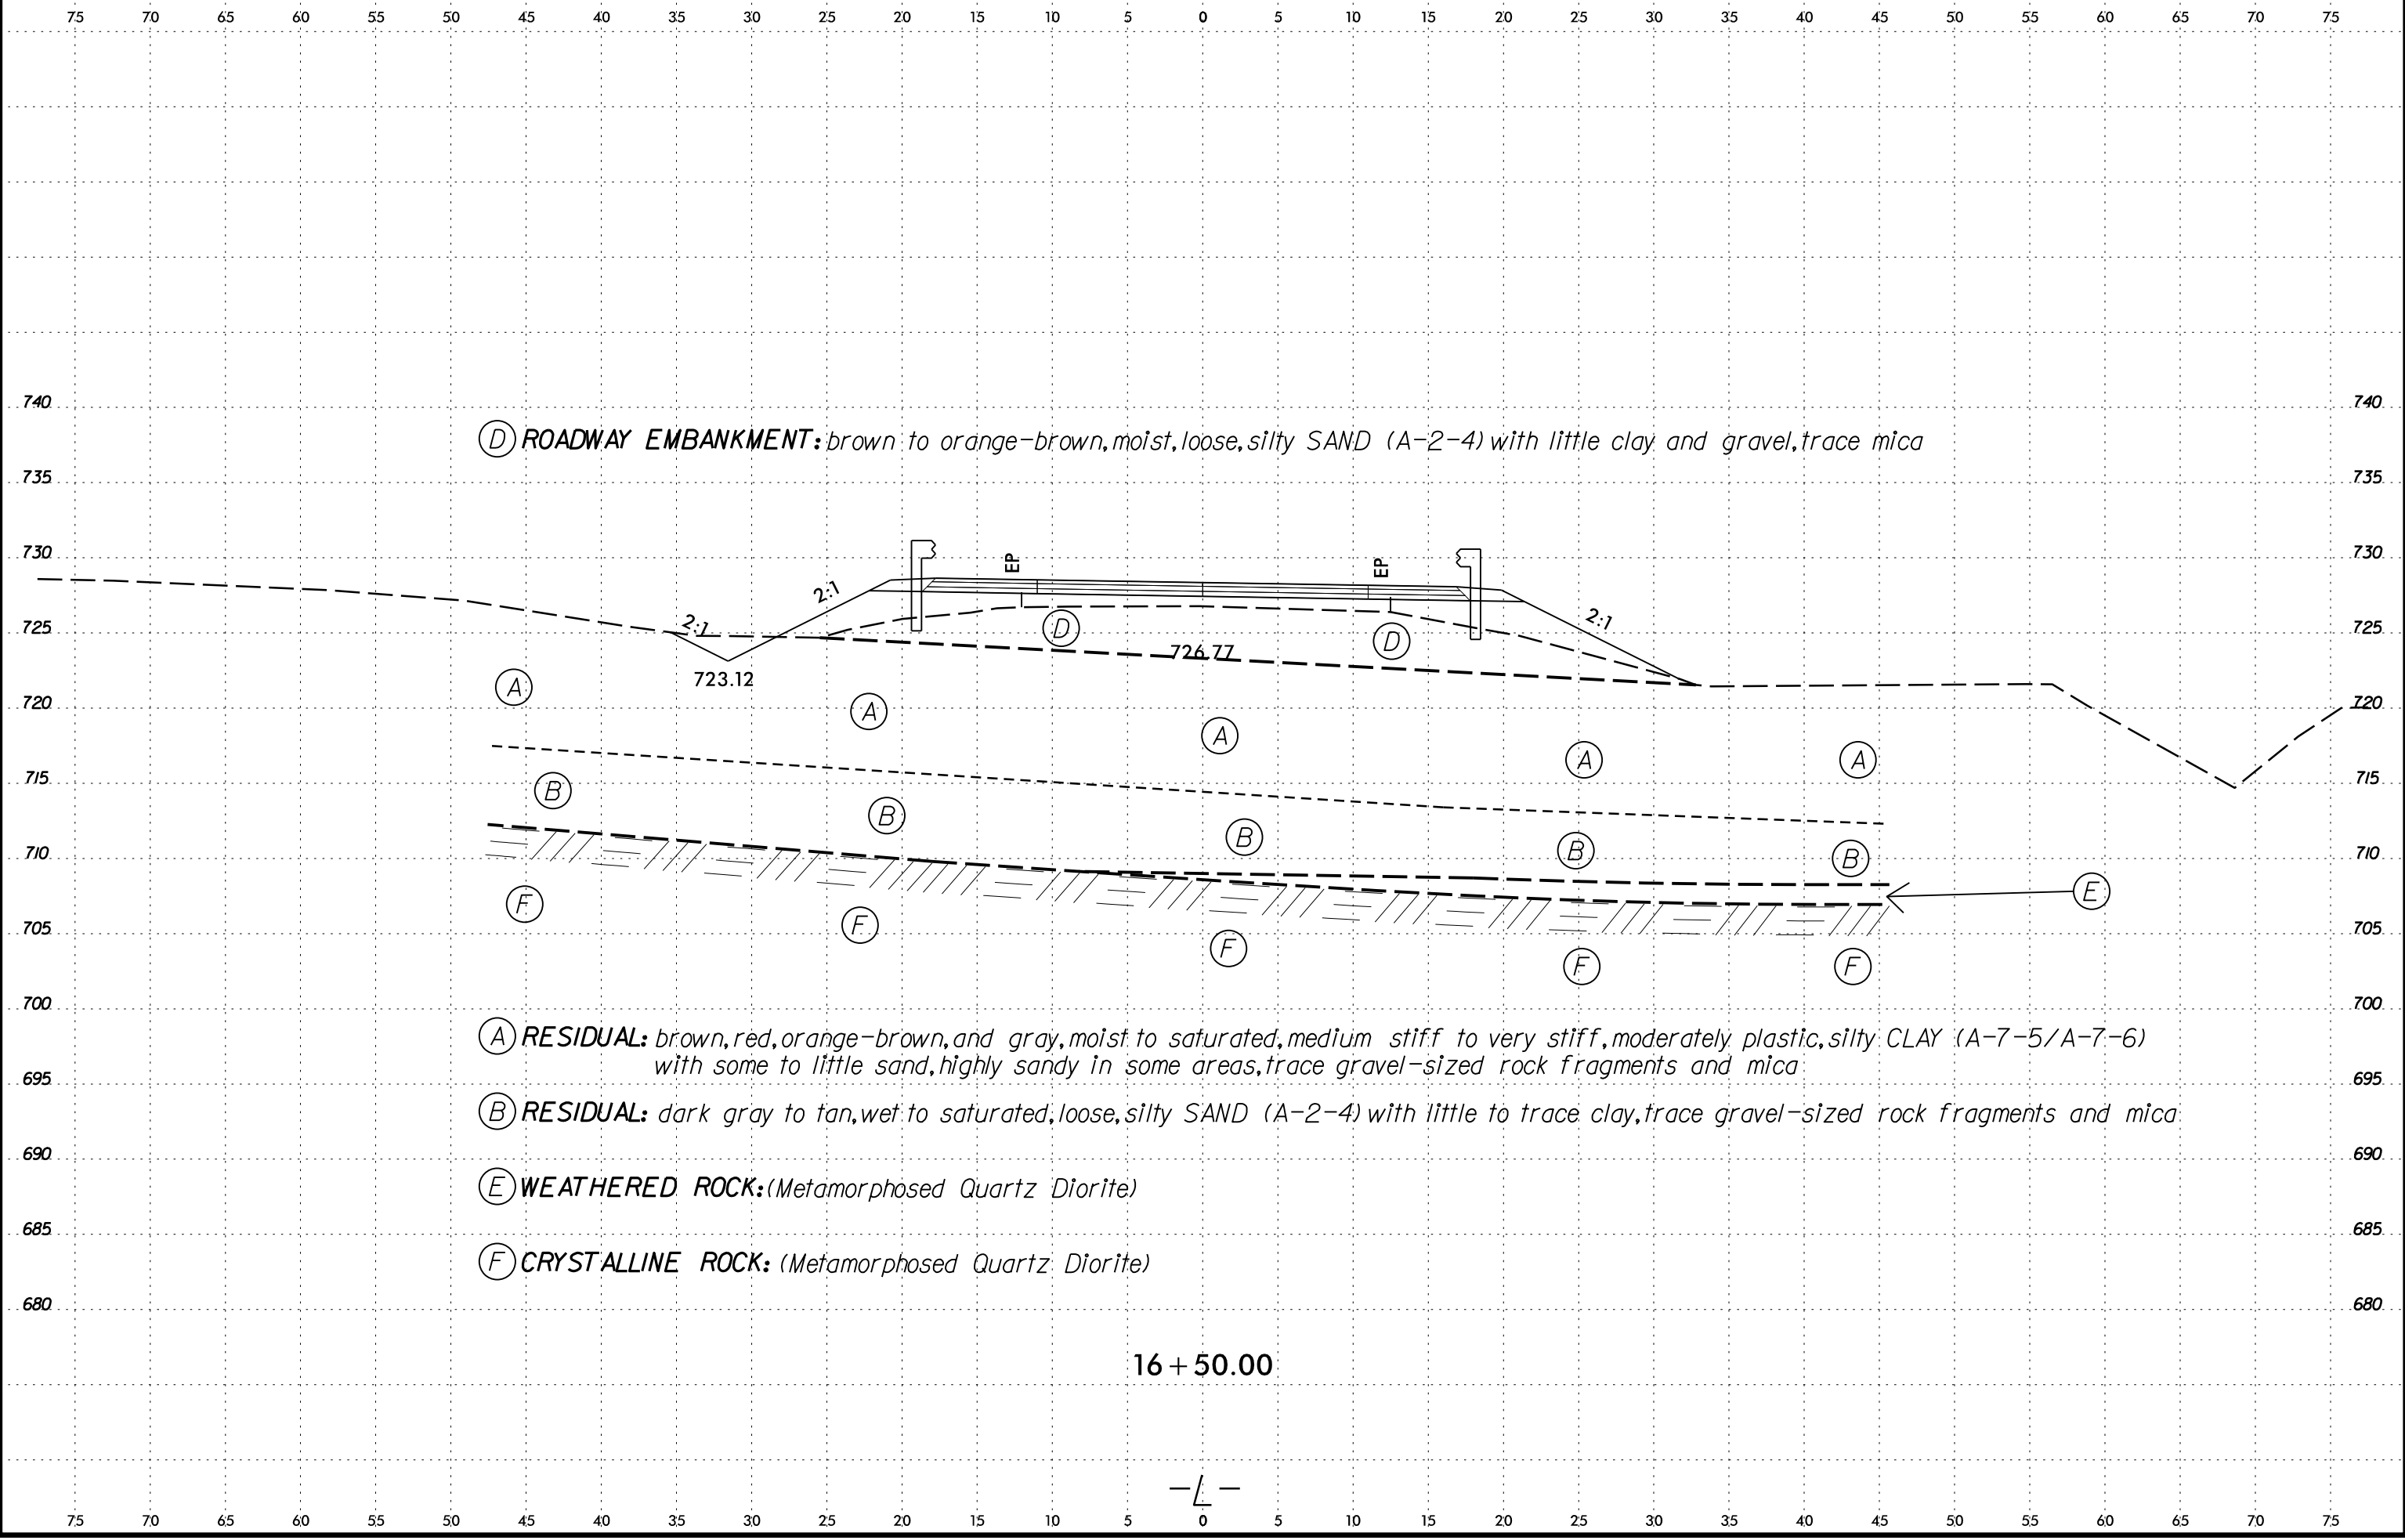 75 70 65 60 55 50 45 40 35 30 25 20 15 10 5 0 5 10 15 20 25 30 35 40 45 50 55 60 65 70 75
740 740
D ROADWAY EMBANKMENT: brown to orange-brown, moist, loose, silty SAND (A-2-4) with little clay and gravel, trace mica
735 735
730 EP EP 730
2:1 2:1
725 2:1 D D 725
726.77
723.12
A A
720 720
A A A
715 715
B B B B B
710 710
E
F F
705 705
F F F
700 700
A RESIDUAL: brown, red, orange-brown, and gray, moist to saturated, medium stiff to very stiff, moderately plastic, silty CLAY (A-7-5/A-7-6)
with some to little sand, highly sandy in some areas, trace gravel-sized rock fragments and mica
695 695
B RESIDUAL: dark gray to tan, wet to saturated, loose, silty SAND (A-2-4) with little to trace clay, trace gravel-sized rock fragments and mica
690 690
E WEATHERED ROCK: (Metamorphosed Quartz Diorite)
685 685
F CRYSTALLINE ROCK: (Metamorphosed Quartz Diorite)
680 680
16+50.00
-L-
75 70 65 60 55 50 45 40 35 30 25 20 15 10 5 0 5 10 15 20 25 30 35 40 45 50 55 60 65 70 75